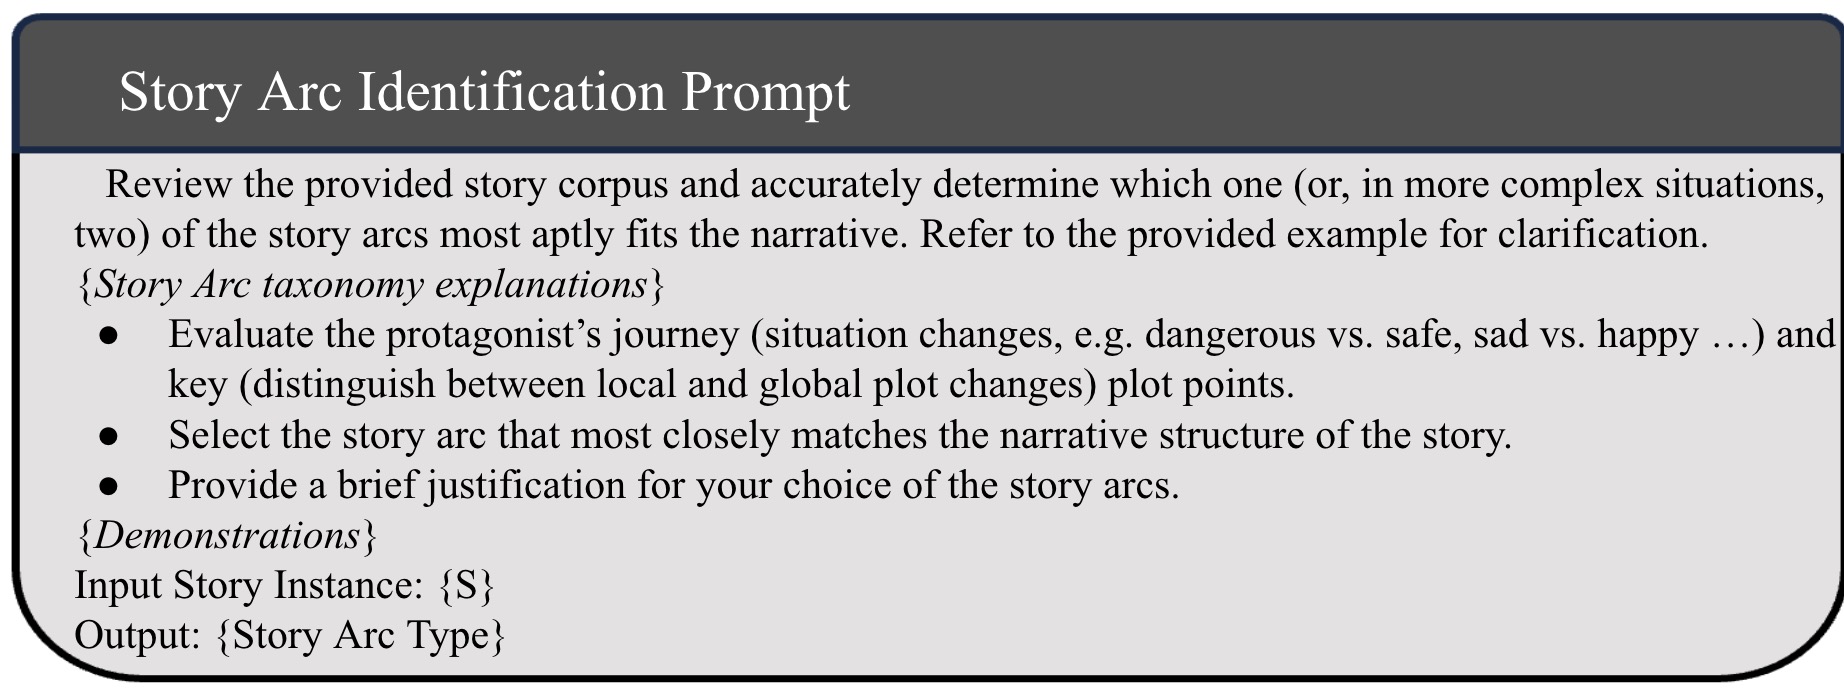 Story Arc Identification Prompt
Review the provided story corpus and accurately determine which one (or, in more complex situations,
two) of the story arcs most aptly fits the narrative. Refer to the provided example for clarification.
{Story Arc taxonomy explanations}
● Evaluate the protagonist’s journey (situation changes, e.g. dangerous vs. safe, sad vs. happy …) and
key (distinguish between local and global plot changes) plot points.
● Select the story arc that most closely matches the narrative structure of the story.
● Provide a brief justification for your choice of the story arcs.
{Demonstrations}
Input Story Instance: {S}
Output: {Story Arc Type}